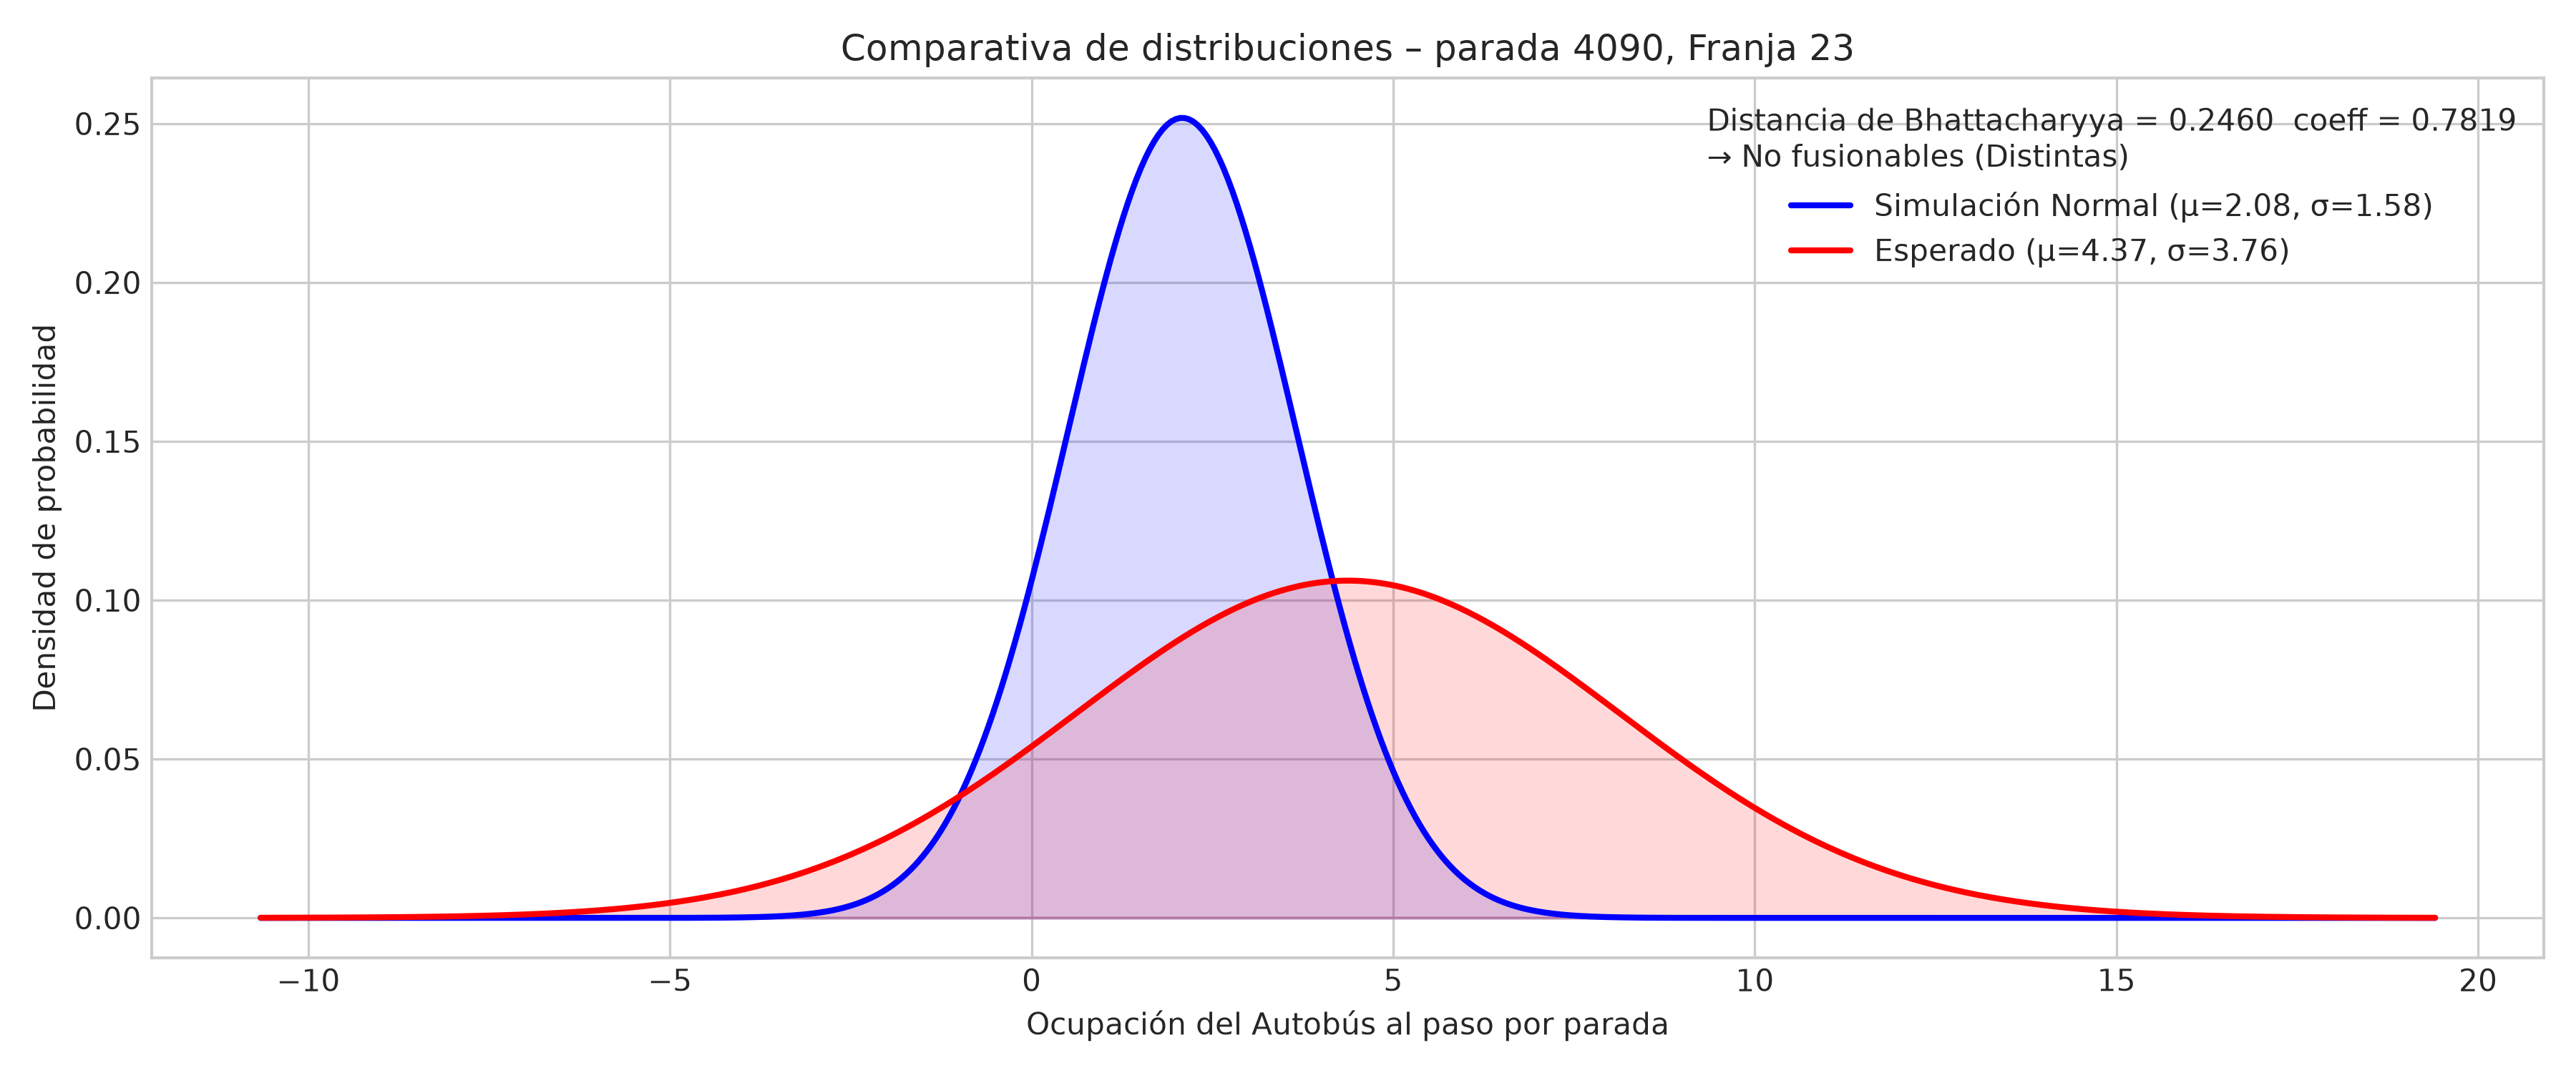 Comparativa de distribuciones – parada 4090, Franja 23
Distancia de Bhattacharyya = 0.2460  coeff = 0.7819
→ No fusionables (Distintas)
Simulación Normal (μ=2.08, σ=1.58)
Esperado (μ=4.37, σ=3.76)
Densidad de probabilidad
0.25
0.20
0.15
0.10
0.05
0.00
−10 −5 0 5 10 15 20
Ocupación del Autobús al paso por parada